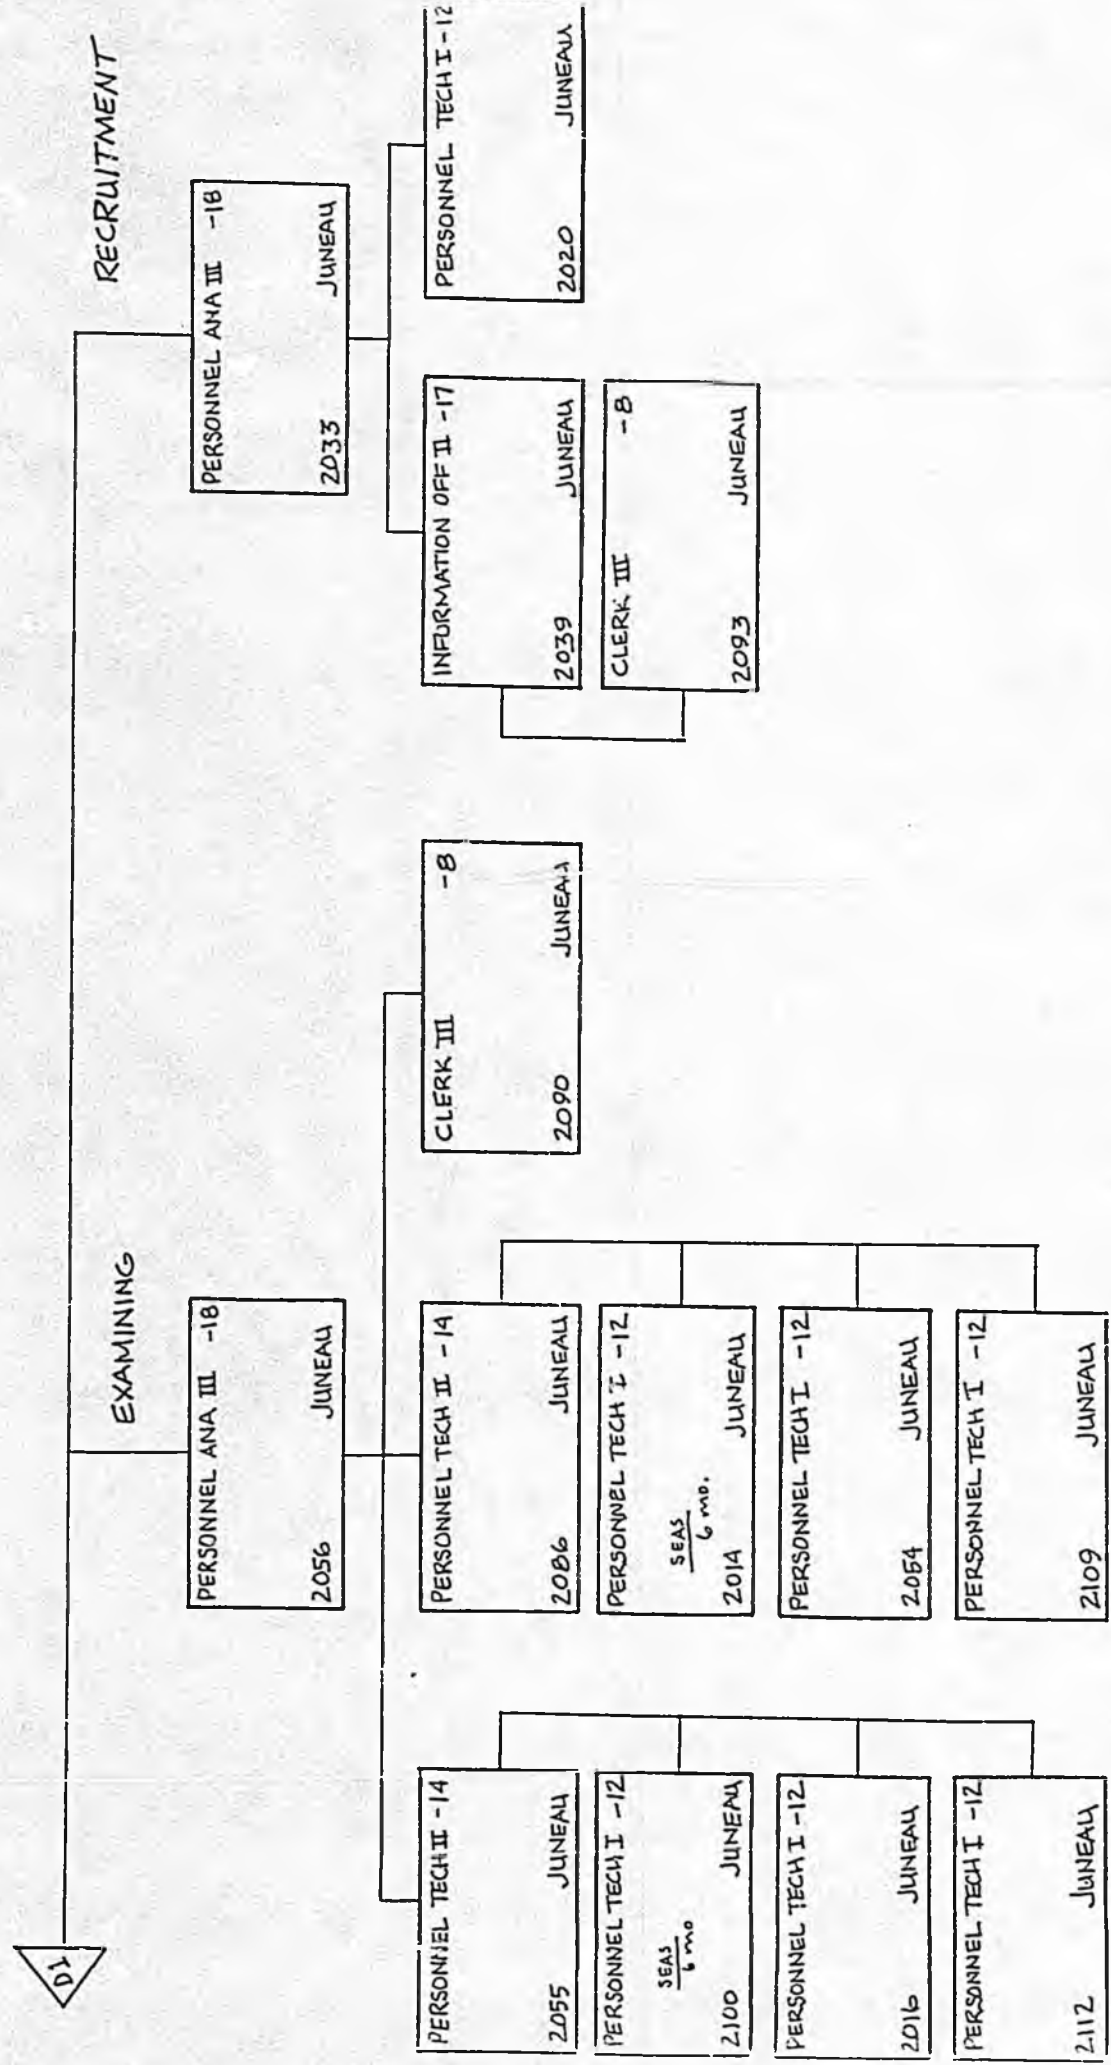 D1
EXAMINING
RECRUITMENT
PERSONNEL ANA III -18
2056 JUNEAU
PERSONNEL ANA III -18
2033 JUNEAU
PERSONNEL TECH II -14
2055 JUNEAU
PERSONNEL TECH I -12
SEAS
6 mo
2100 JUNEAU
PERSONNEL TECH I -12
2016 JUNEAU
PERSONNEL TECH I -12
2112 JUNEAU
PERSONNEL TECH II -14
2086 JUNEAU
PERSONNEL TECH I -12
SEAS
6 mo.
2014 JUNEAU
PERSONNEL TECH I -12
2054 JUNEAU
PERSONNEL TECH I -12
2109 JUNEAU
CLERK III -8
2090 JUNEAU
INFORMATION OFF II -17
2039 JUNEAU
CLERK III -8
2093 JUNEAU
PERSONNEL TECH I -12
2020 JUNEAU